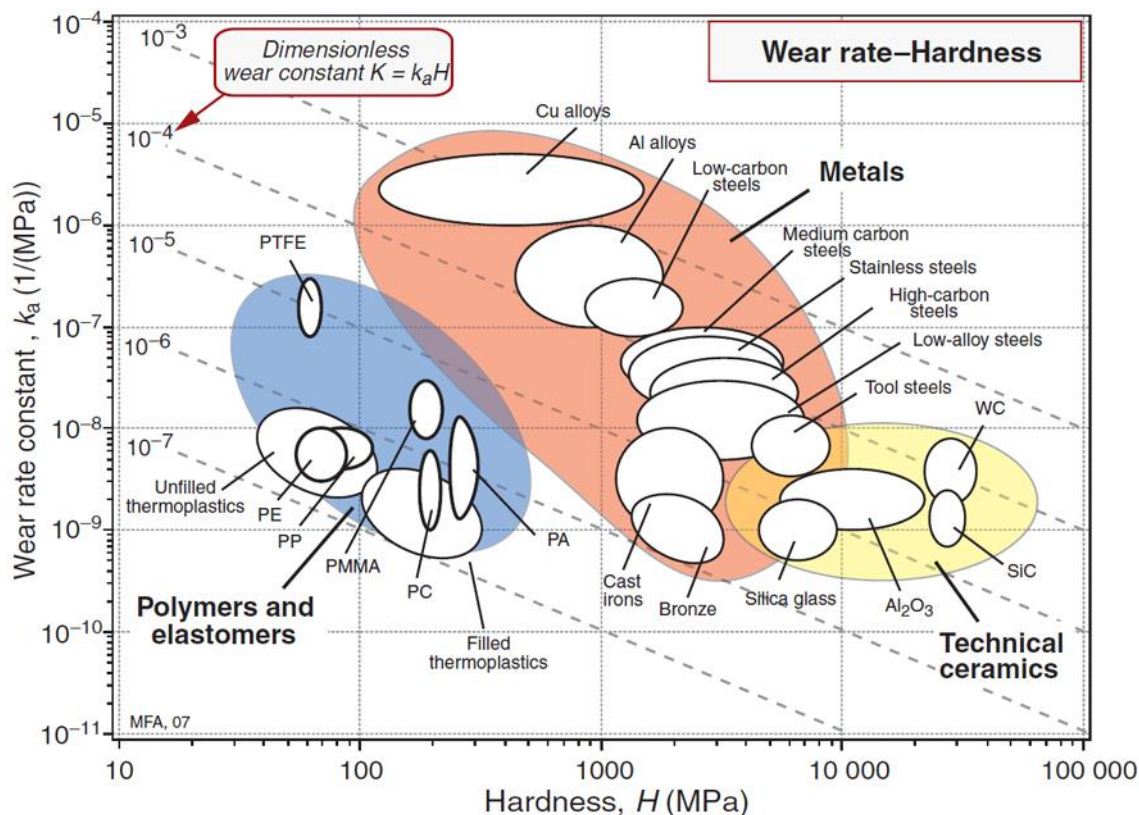 Wear rate–Hardness
Dimensionless
wear constant K = kₐH
10⁻³
10⁻⁴
10⁻⁵
10⁻⁶
10⁻⁷
Wear rate constant , kₐ (1/(MPa))
10⁻⁴
10⁻⁵
10⁻⁶
10⁻⁷
10⁻⁸
10⁻⁹
10⁻¹⁰
10⁻¹¹
Cu alloys
Al alloys
Low-carbon
steels
Metals
Medium carbon
steels
Stainless steels
High-carbon
steels
Low-alloy steels
Tool steels
WC
PTFE
Unfilled
thermoplastics
PE
PP
PMMA
PC
PA
Polymers and
elastomers
Filled
thermoplastics
Cast
irons
Bronze
Silica glass
Al₂O₃
SiC
Technical
ceramics
MFA, 07
10
100
1000
10 000
100 000
Hardness, H (MPa)